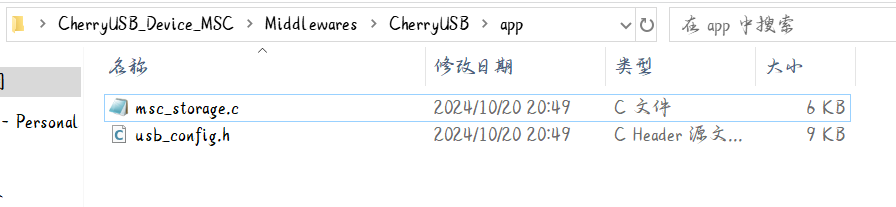 CherryUSB_Device_MSC > Middlewares > CherryUSB > app
在 app 中搜索
名称 修改日期 类型 大小
msc_storage.c 2024/10/20 20:49 C 文件 6 KB
- Personal
usb_config.h 2024/10/20 20:49 C Header 源文... 9 KB